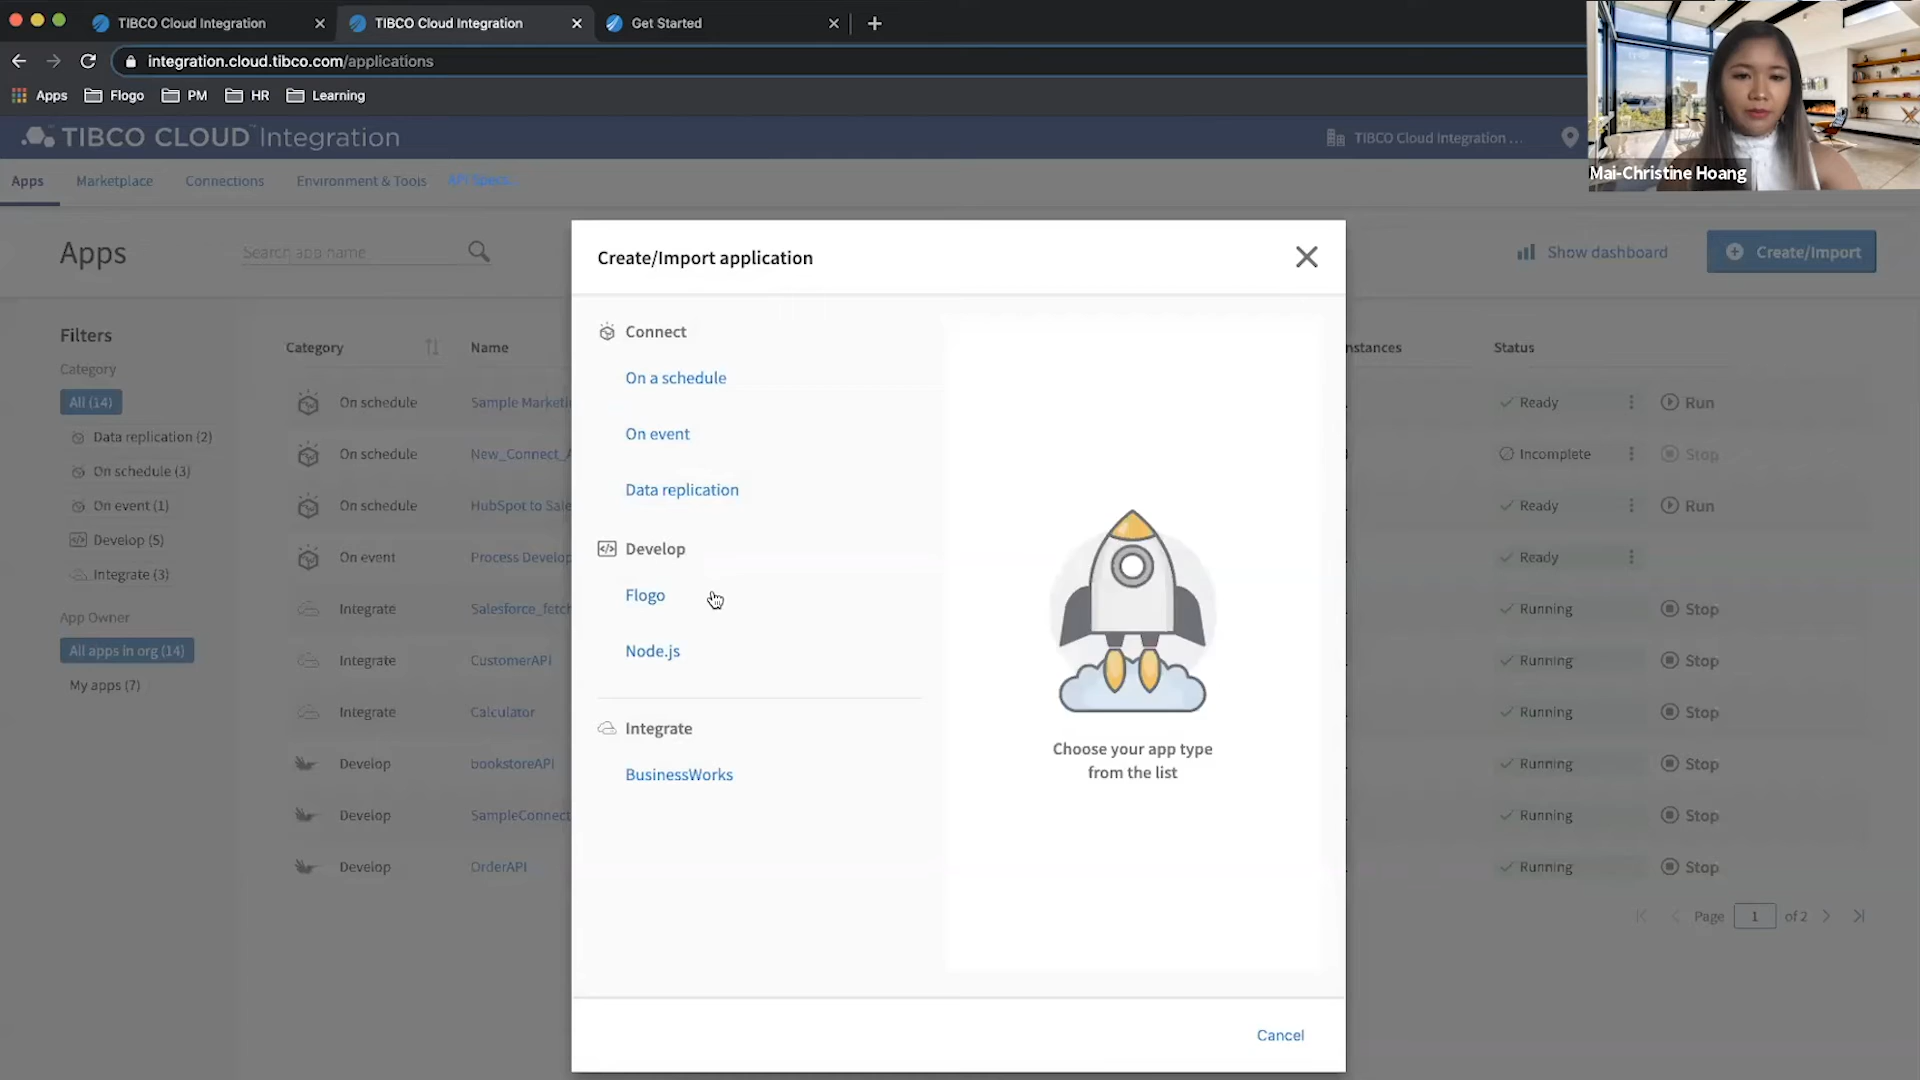 TIBCO Cloud Integration
TIBCO Cloud Integration
Get Started
integration.cloud.tibco.com/applications
Apps
Flogo
PM
HR
Learning
TIBCO CLOUD™ Integration
TIBCO Cloud Integration ...
Mai-Christine Hoang
Apps
Marketplace
Connections
Environment & Tools
API Specs...
Apps
Search app name
Show dashboard
Create/Import
Filters
Category
All (14)
Data replication (2)
On schedule (3)
On event (1)
Develop (5)
Integrate (3)
App Owner
All apps in org (14)
My apps (7)
Category
Name
nstances
Status
On schedule
Sample Marketi
Ready
Run
On schedule
New_Connect_A
Incomplete
Stop
On schedule
HubSpot to Sale
Ready
Run
On event
Process Develop
Ready
Integrate
Salesforce_fetch
Running
Stop
Integrate
CustomerAPI
Running
Stop
Integrate
Calculator
Running
Stop
Develop
bookstoreAPI
Running
Stop
Develop
SampleConnect
Running
Stop
Develop
OrderAPI
Running
Stop
Page 1 of 2
Create/Import application
Connect
On a schedule
On event
Data replication
Develop
Flogo
Node.js
Integrate
BusinessWorks
Choose your app type
from the list
Cancel